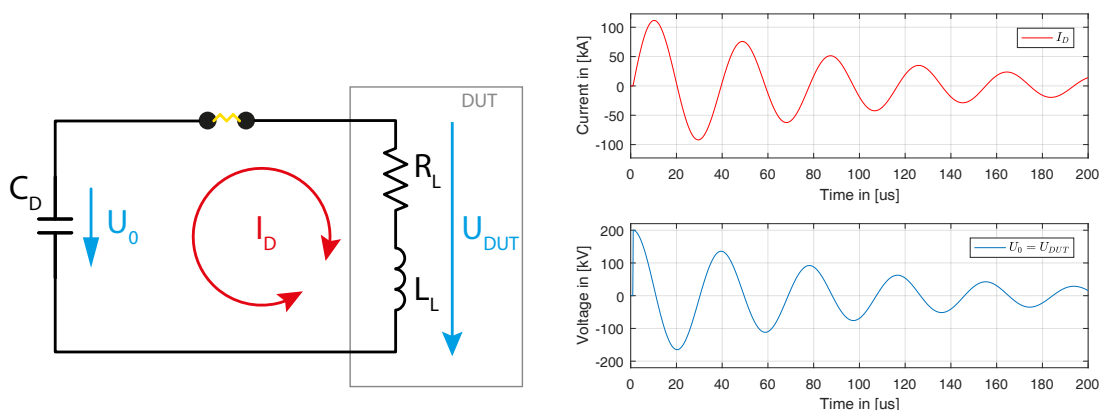 DUT
C_D
U_0
I_D
R_L
L_L
U_DUT
Current in [kA]
100
50
0
-50
-100
I_D
0 20 40 60 80 100 120 140 160 180 200
Time in [us]
Voltage in [kV]
200
100
0
-100
-200
U_0 = U_DUT
0 20 40 60 80 100 120 140 160 180 200
Time in [us]